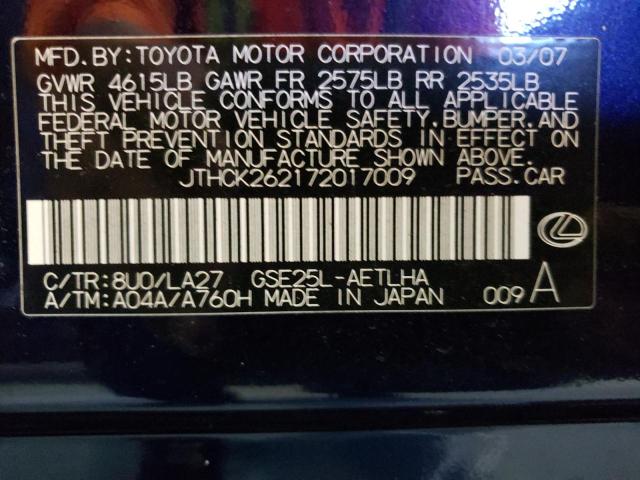 MFD. BY: TOYOTA MOTOR CORPORATION 03/07
GVWR 4615LB GAWR FR 2575LB RR 2535LB
THIS VEHICLE CONFORMS TO ALL APPLICABLE
FEDERAL MOTOR VEHICLE SAFETY, BUMPER, AND
THEFT PREVENTION STANDARDS IN EFFECT ON
THE DATE OF MANUFACTURE SHOWN ABOVE.
JTHCK262172017009 PASS. CAR
C/TR: 8U0/LA27 GSE25L-AETLHA
A/TM: A04A/A760H MADE IN JAPAN 009 A